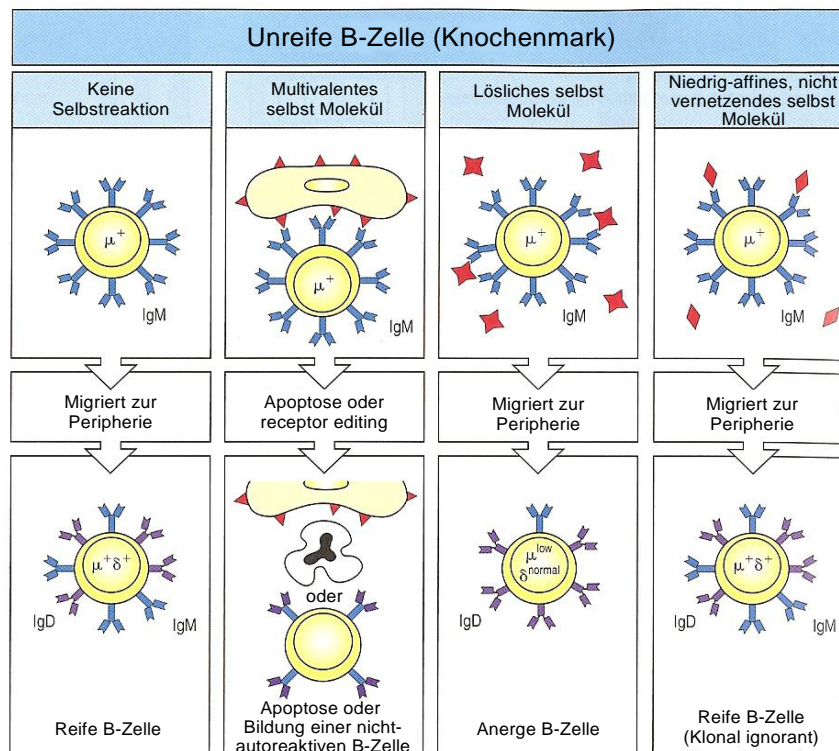 Unreife B-Zelle (Knochenmark)
Keine
Selbstreaktion
μ+
IgM
Migriert zur
Peripherie
μ+δ+
IgD
IgM
Reife B-Zelle
Multivalentes
selbst Molekül
μ+
IgM
Apoptose oder
receptor editing
oder
Apoptose oder
Bildung einer nicht-
autoreaktiven B-Zelle
Lösliches selbst
Molekül
μ+
IgM
Migriert zur
Peripherie
μlow
δnormal
IgD
Anerge B-Zelle
Niedrig-affines, nicht
vernetzendes selbst
Molekül
μ+
IgM
Migriert zur
Peripherie
μ+δ+
IgD
IgM
Reife B-Zelle
(Klonal ignorant)